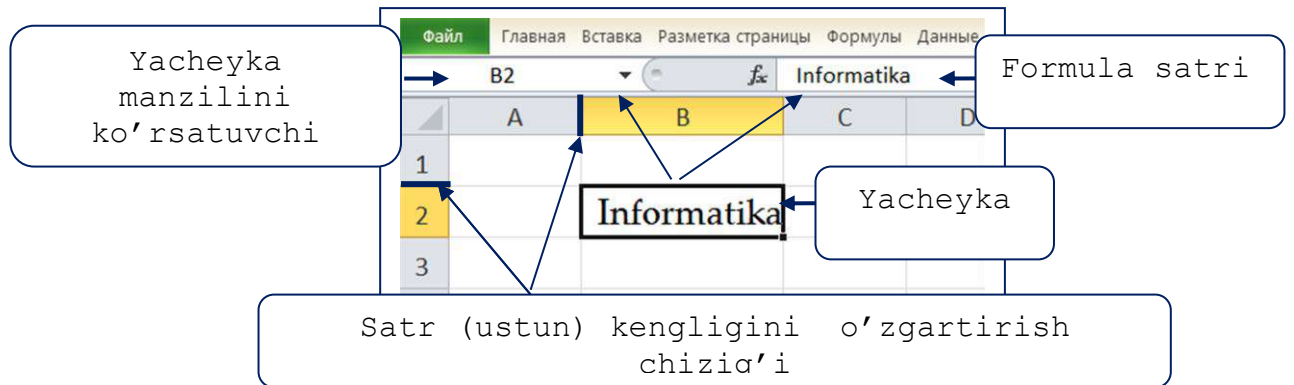 Файл Главная Вставка Разметка страницы Формулы Данные
Yacheyka
manzilini
ko'rsatuvchi
B2 fx Informatika
Formula satri
A B C D
1
2 Informatika
Yacheyka
3
Satr (ustun) kengligini o'zgartirish
chizig'i